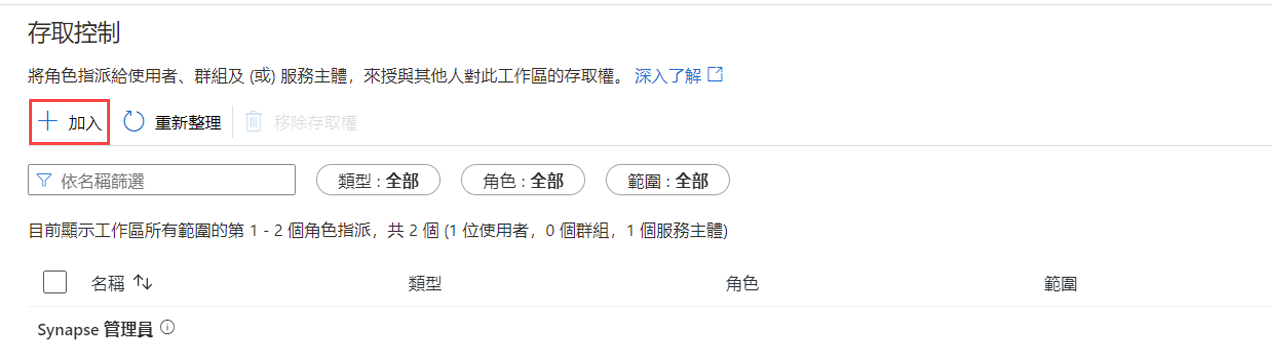 存取控制
將角色指派給使用者、群組及 (或) 服務主體，來授與其他人對此工作區的存取權。 深入了解
加入 重新整理 移除存取權
依名稱篩選 類型 : 全部 角色 : 全部 範圍 : 全部
目前顯示工作區所有範圍的第 1 - 2 個角色指派，共 2 個 (1 位使用者，0 個群組，1 個服務主體)
名稱 類型 角色 範圍
Synapse 管理員